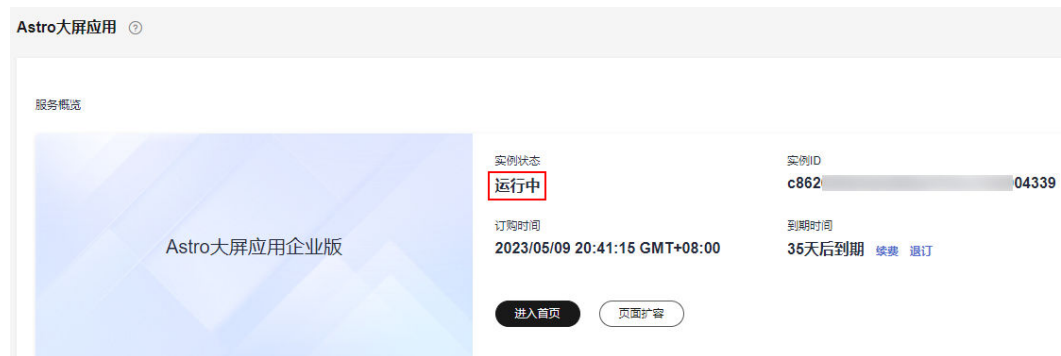 Astro大屏应用 ?
服务概览
Astro大屏应用企业版
实例状态
运行中
实例ID
c862 04339
订购时间
2023/05/09 20:41:15 GMT+08:00
到期时间
35天后到期 续费 退订
进入首页 页面扩容